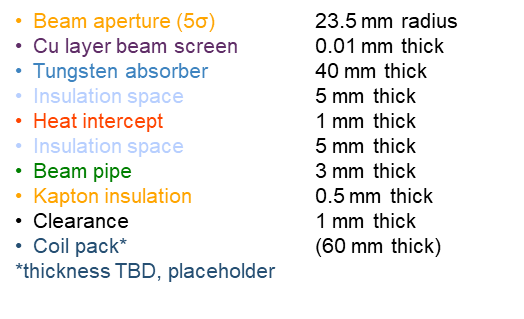 • Beam aperture (5σ) 23.5 mm radius
• Cu layer beam screen 0.01 mm thick
• Tungsten absorber 40 mm thick
• Insulation space 5 mm thick
• Heat intercept 1 mm thick
• Insulation space 5 mm thick
• Beam pipe 3 mm thick
• Kapton insulation 0.5 mm thick
• Clearance 1 mm thick
• Coil pack* (60 mm thick)
*thickness TBD, placeholder